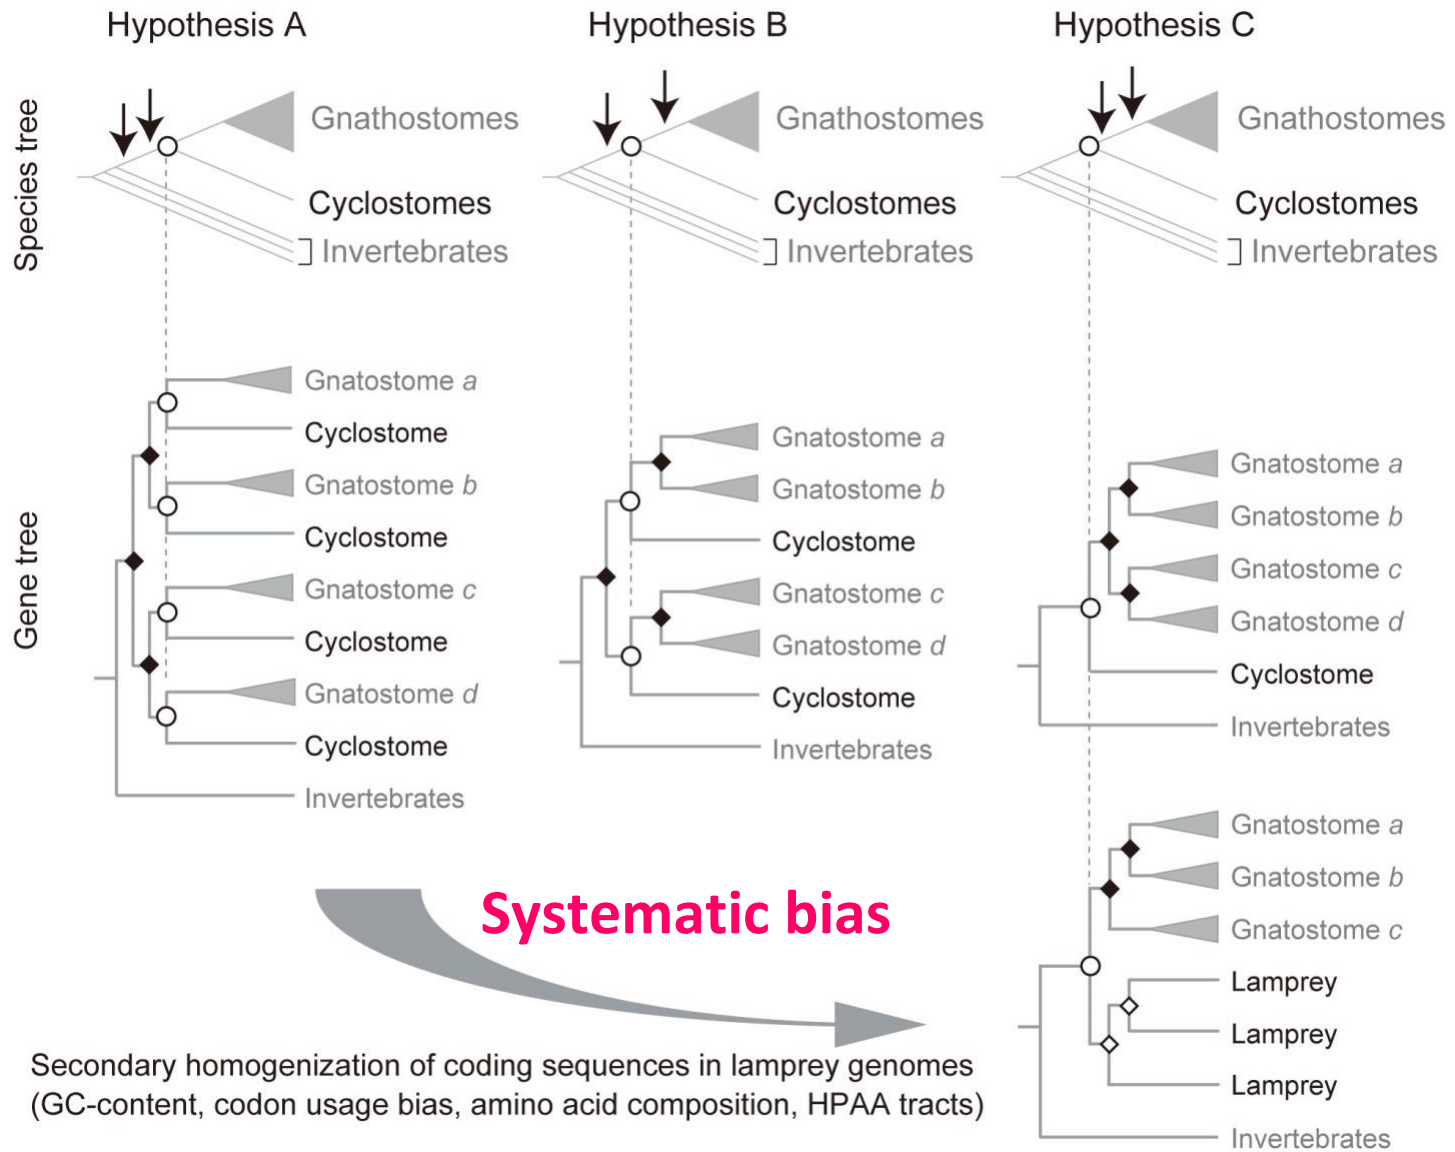 Hypothesis A
Hypothesis B
Hypothesis C
Species tree
Gnathostomes
Cyclostomes
Invertebrates
Gnathostomes
Cyclostomes
Invertebrates
Gnathostomes
Cyclostomes
Invertebrates
Gene tree
Gnatostome a
Cyclostome
Gnatostome b
Cyclostome
Gnatostome c
Cyclostome
Gnatostome d
Cyclostome
Invertebrates
Gnatostome a
Gnatostome b
Cyclostome
Gnatostome c
Gnatostome d
Cyclostome
Invertebrates
Gnatostome a
Gnatostome b
Gnatostome c
Gnatostome d
Cyclostome
Invertebrates
Gnatostome a
Gnatostome b
Gnatostome c
Lamprey
Lamprey
Lamprey
Invertebrates
Systematic bias
Secondary homogenization of coding sequences in lamprey genomes
(GC-content, codon usage bias, amino acid composition, HPAA tracts)